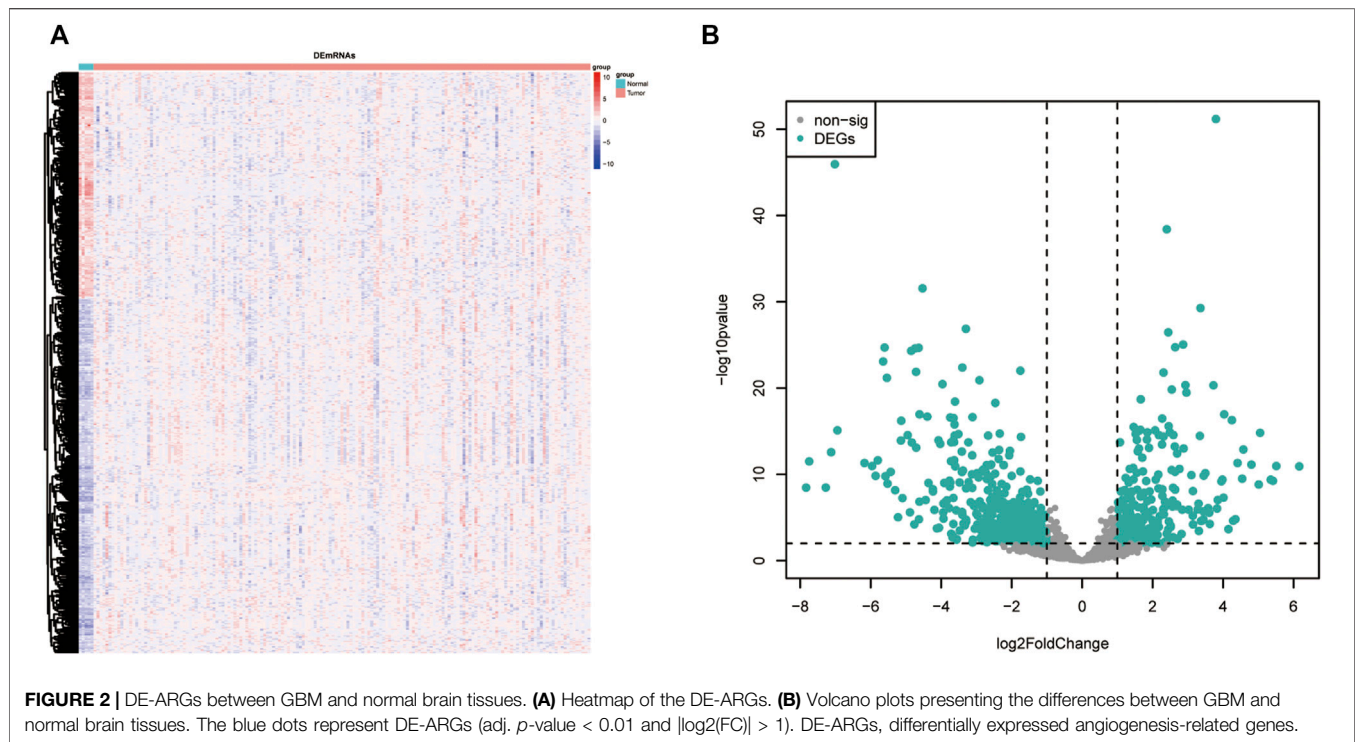 A
DEmRNAs
group
10
5
0
−5
−10
group
Normal
Tumor
B
non-sig
DEGs
50
40
30
20
10
0
−log10pvalue
−8
−6
−4
−2
0
2
4
6
log2FoldChange
FIGURE 2 | DE-ARGs between GBM and normal brain tissues. (A) Heatmap of the DE-ARGs. (B) Volcano plots presenting the differences between GBM and
normal brain tissues. The blue dots represent DE-ARGs (adj. p-value < 0.01 and |log2(FC)| > 1). DE-ARGs, differentially expressed angiogenesis-related genes.